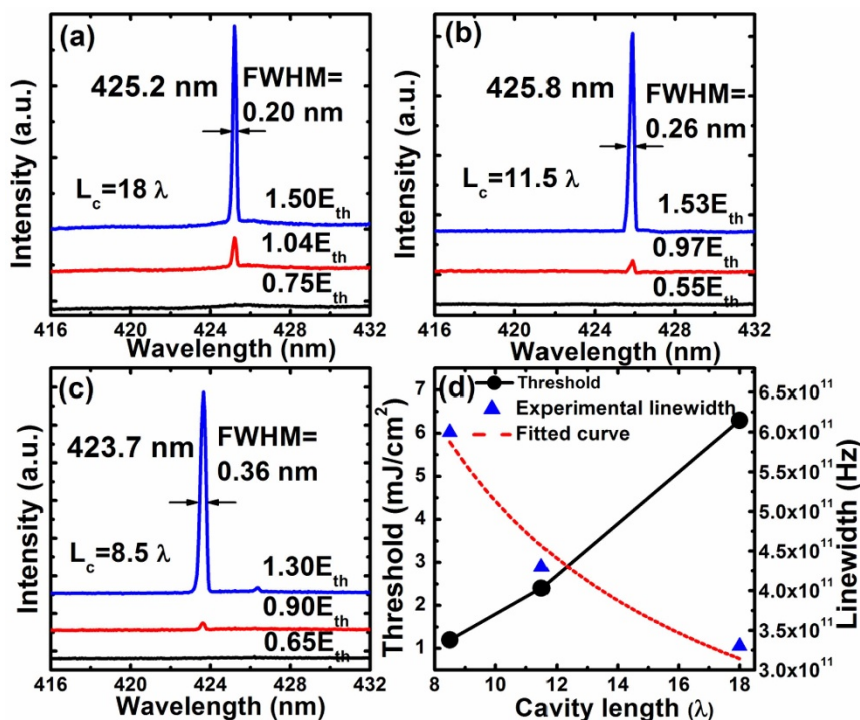 (a)
425.2 nm
FWHM=
0.20 nm
L_c=18 λ
1.50E_th
1.04E_th
0.75E_th
Intensity (a.u.)
416 420 424 428 432
Wavelength (nm)
(b)
425.8 nm
FWHM=
0.26 nm
L_c=11.5 λ
1.53E_th
0.97E_th
0.55E_th
Intensity (a.u.)
416 420 424 428 432
Wavelength (nm)
(c)
423.7 nm
FWHM=
0.36 nm
L_c=8.5 λ
1.30E_th
0.90E_th
0.65E_th
Intensity (a.u.)
416 420 424 428 432
Wavelength (nm)
(d)
Threshold
Experimental linewidth
Fitted curve
Threshold (mJ/cm²)
7
6
5
4
3
2
1
6.5x10¹¹
6.0x10¹¹
5.5x10¹¹
5.0x10¹¹
4.5x10¹¹
4.0x10¹¹
3.5x10¹¹
3.0x10¹¹
Linewidth (Hz)
8 10 12 14 16 18
Cavity length (λ)